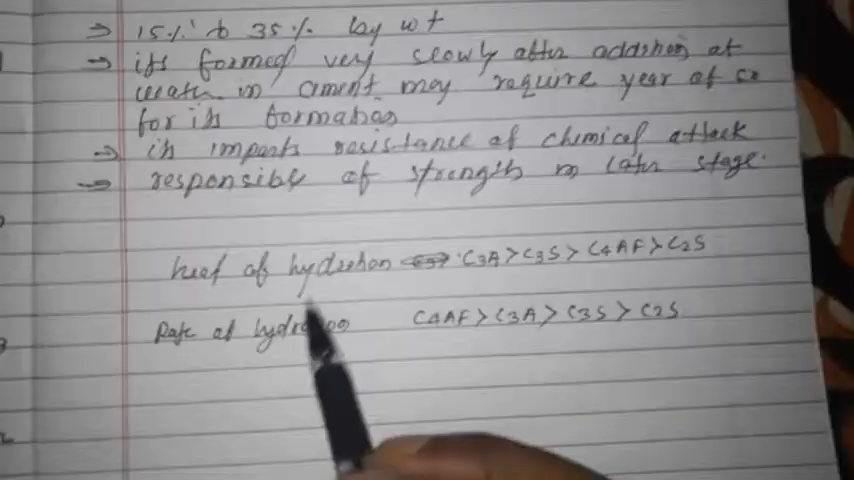 ⇒ 15% to 35% by wt
→ its formed very slowly after addition of
water in cement may require year of so
for its formation
→ it imparts resistance of chemical attack
→ responsible of strength in later stage.
heat of hydration ⇔ C3A > C3S > C4AF > C2S
Rate of hydration C4AF > C3A > C3S > C2S